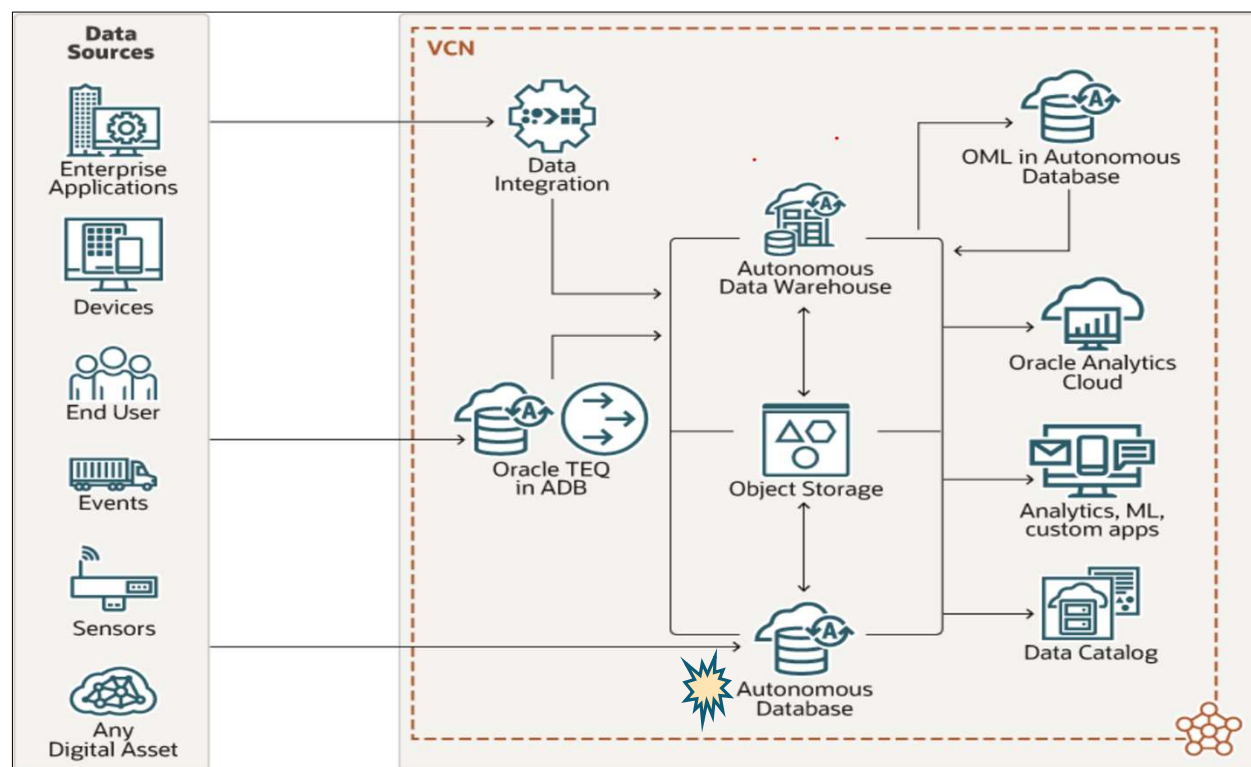 Data
Sources
Enterprise
Applications
Devices
End User
Events
Sensors
Any
Digital Asset
VCN
Data
Integration
Oracle TEQ
in ADB
Autonomous
Data Warehouse
Object Storage
Autonomous
Database
OML in Autonomous
Database
Oracle Analytics
Cloud
Analytics, ML,
custom apps
Data Catalog
A
A
A
A